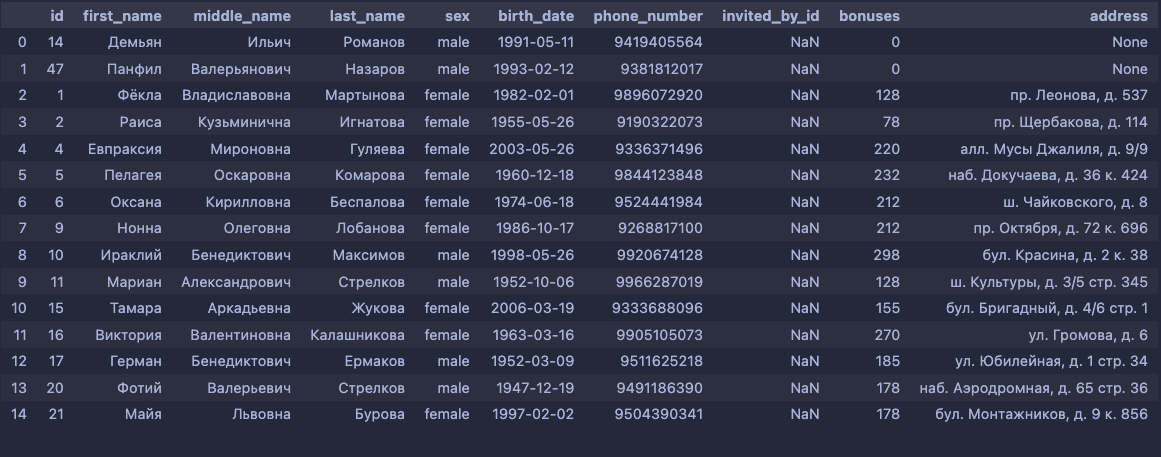 id first_name middle_name last_name sex birth_date phone_number invited_by_id bonuses address
0 14 Демьян Ильич Романов male 1991-05-11 9419405564 NaN 0 None
1 47 Панфил Валерьянович Назаров male 1993-02-12 9381812017 NaN 0 None
2 1 Фёкла Владиславовна Мартынова female 1982-02-01 9896072920 NaN 128 пр. Леонова, д. 537
3 2 Раиса Кузьминична Игнатова female 1955-05-26 9190322073 NaN 78 пр. Щербакова, д. 114
4 4 Евпраксия Мироновна Гуляева female 2003-05-26 9336371496 NaN 220 алл. Мусы Джалиля, д. 9/9
5 5 Пелагея Оскаровна Комарова female 1960-12-18 9844123848 NaN 232 наб. Докучаева, д. 36 к. 424
6 6 Оксана Кирилловна Беспалова female 1974-06-18 9524441984 NaN 212 ш. Чайковского, д. 8
7 9 Нонна Олеговна Лобанова female 1986-10-17 9268817100 NaN 212 пр. Октября, д. 72 к. 696
8 10 Ираклий Бенедиктович Максимов male 1998-05-26 9920674128 NaN 298 бул. Красина, д. 2 к. 38
9 11 Мариан Александрович Стрелков male 1952-10-06 9966287019 NaN 128 ш. Культуры, д. 3/5 стр. 345
10 15 Тамара Аркадьевна Жукова female 2006-03-19 9333688096 NaN 155 бул. Бригадный, д. 4/6 стр. 1
11 16 Виктория Валентиновна Калашникова female 1963-03-16 9905105073 NaN 270 ул. Громова, д. 6
12 17 Герман Бенедиктович Ермаков male 1952-03-09 9511625218 NaN 185 ул. Юбилейная, д. 1 стр. 34
13 20 Фотий Валерьевич Стрелков male 1947-12-19 9491186390 NaN 178 наб. Аэродромная, д. 65 стр. 36
14 21 Майя Львовна Бурова female 1997-02-02 9504390341 NaN 178 бул. Монтажников, д. 9 к. 856